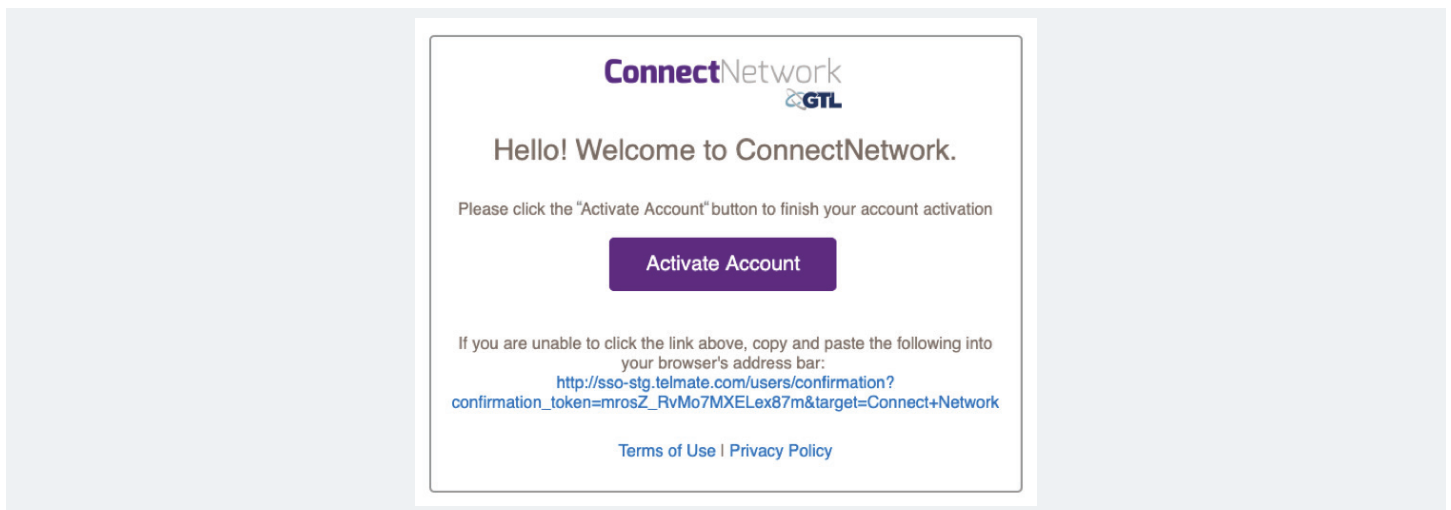 ConnectNetwork
GTL
Hello! Welcome to ConnectNetwork.
Please click the “Activate Account“ button to finish your account activation
Activate Account
If you are unable to click the link above, copy and paste the following into
your browser's address bar:
http://sso-stg.telmate.com/users/confirmation?
confirmation_token=mrosZ_RvMo7MXELex87m&target=Connect+Network
Terms of Use | Privacy Policy